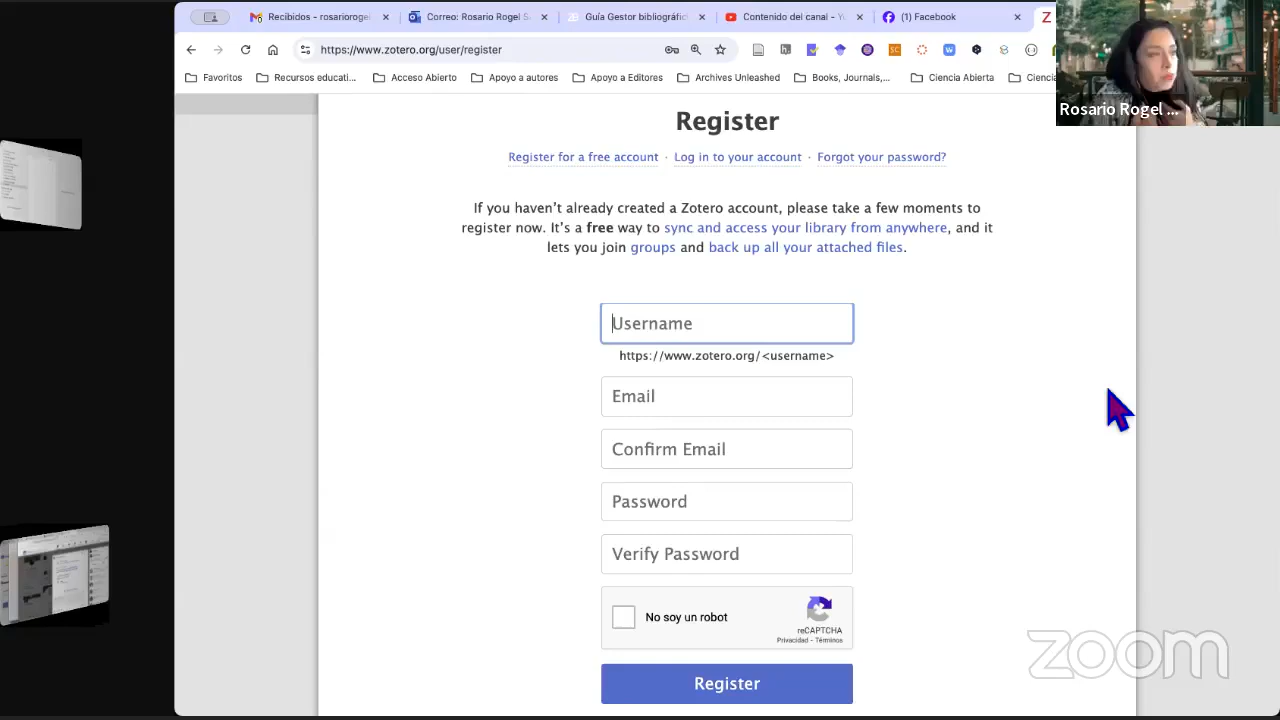 Recibidos - rosariorogel
Correo: Rosario Rogel S
Guía Gestor bibliográfic
Contenido del canal - Y
(1) Facebook
https://www.zotero.org/user/register
Favoritos
Recursos educati...
Acceso Abierto
Apoyo a autores
Apoyo a Editores
Archives Unleashed
Books, Journals,...
Ciencia Abierta
Rosario Rogel ...
Register
Register for a free account · Log in to your account · Forgot your password?
If you haven’t already created a Zotero account, please take a few moments to
register now. It’s a free way to sync and access your library from anywhere, and it
lets you join groups and back up all your attached files.
Username
https://www.zotero.org/<username>
Email
Confirm Email
Password
Verify Password
No soy un robot
reCAPTCHA
Privacidad - Términos
Register
zoom